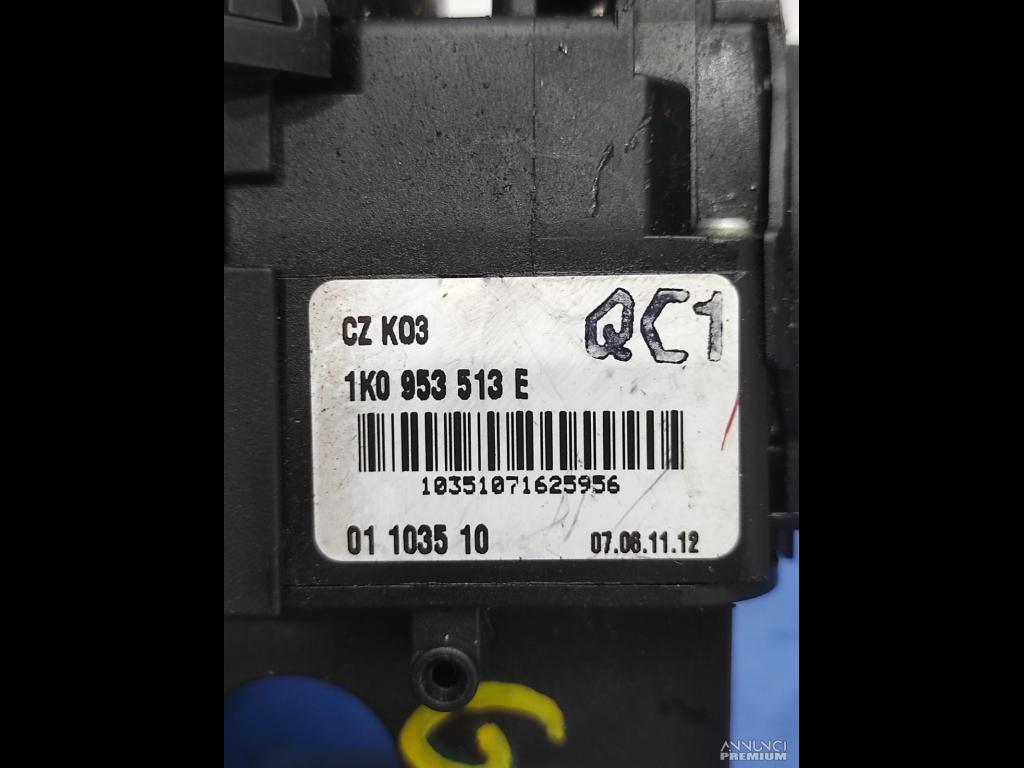 CZ K03 QC1
1K0 953 513 E
10351071625956
01 1035 10 07.06.11.12
G
ANNUNCI
PREMIUM